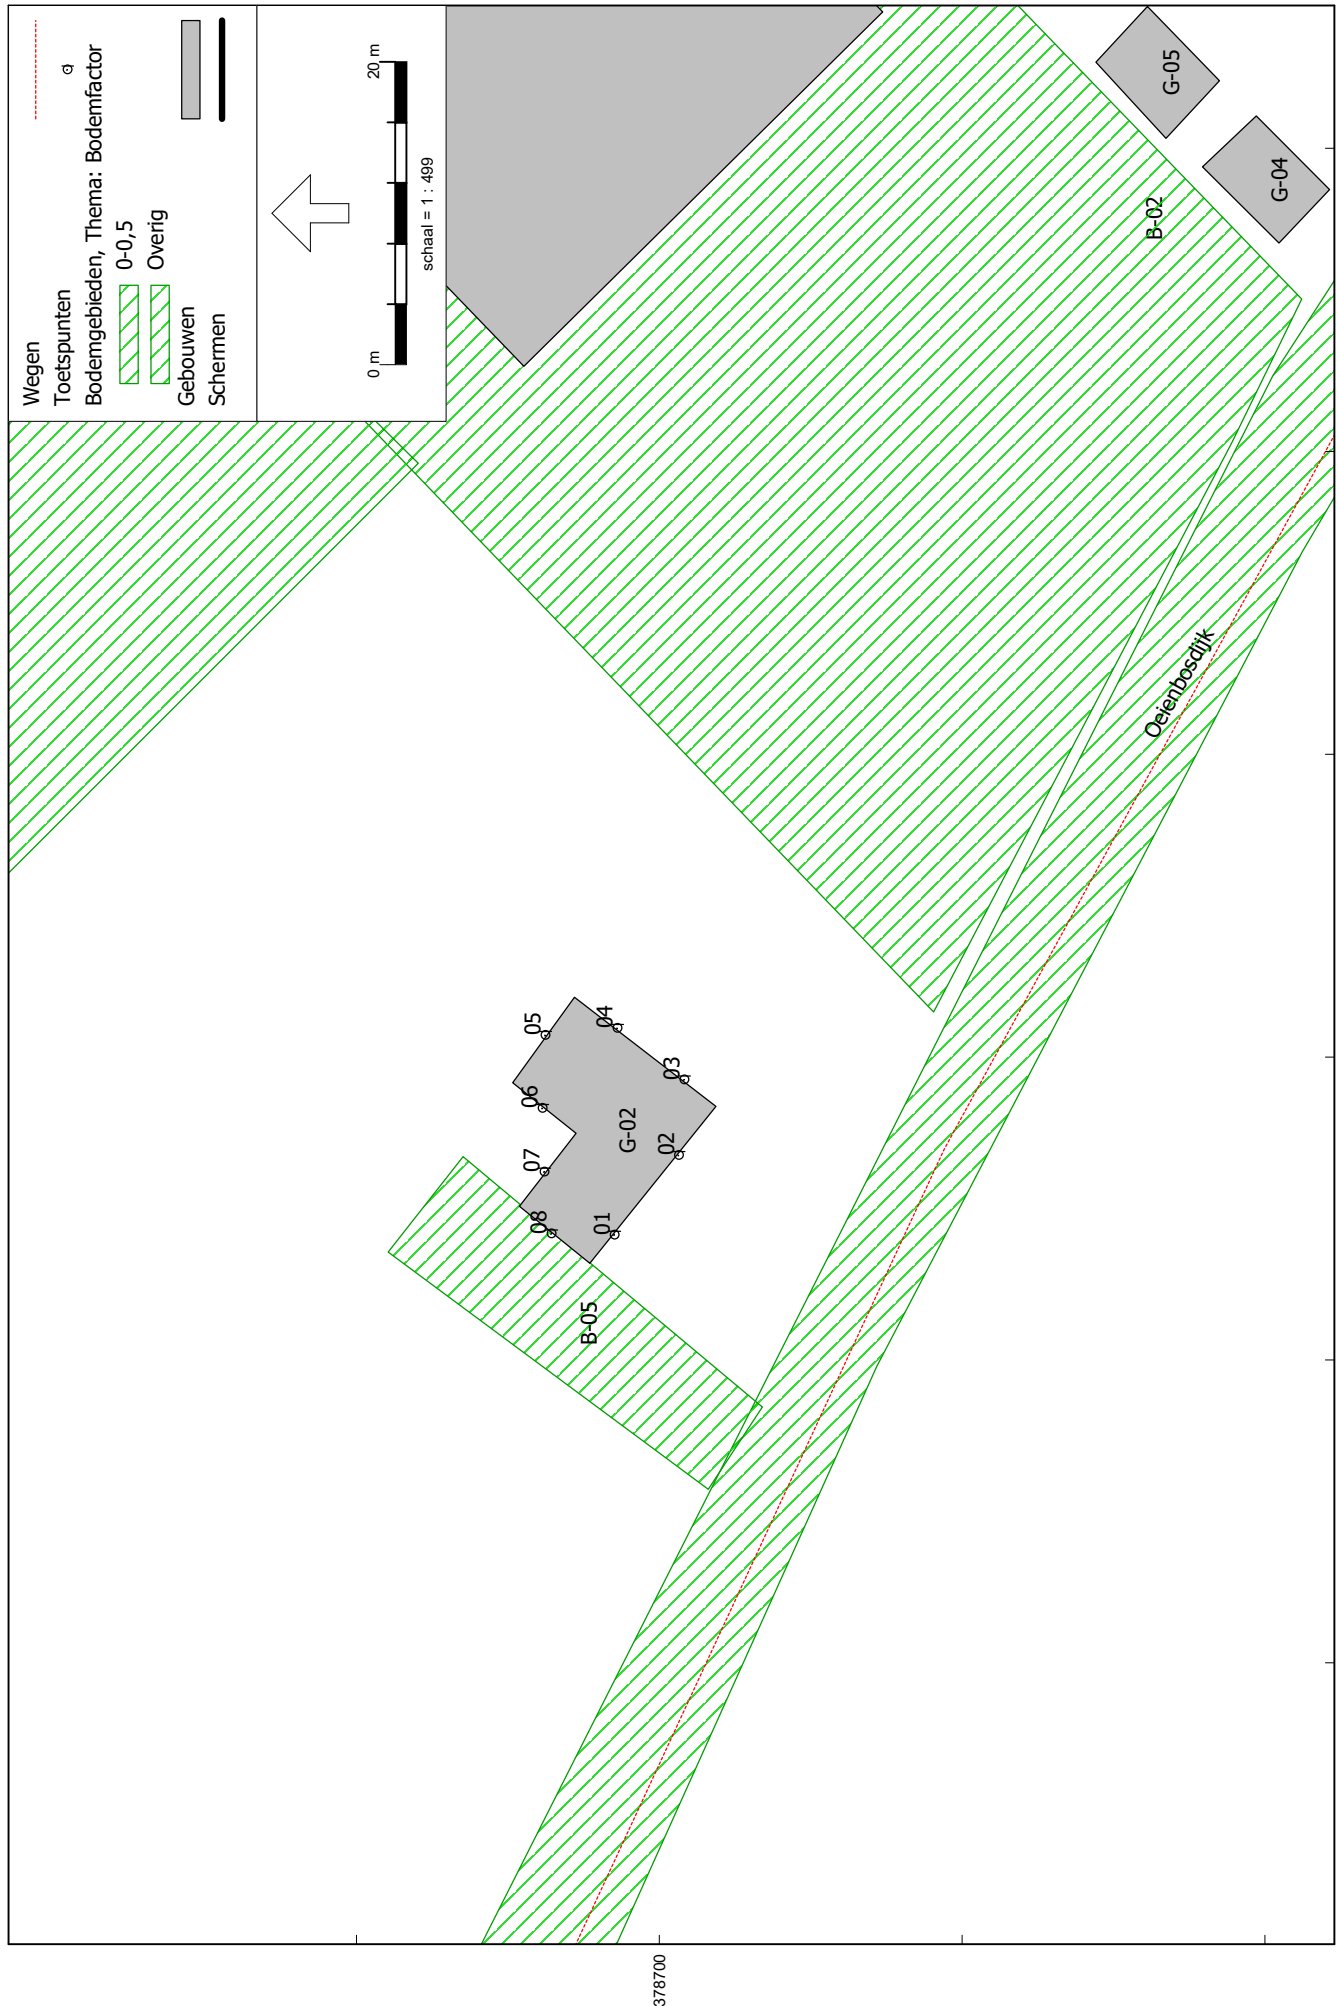 Wegen
Toetspunten
Bodemgebieden, Thema: Bodemfactor
0-0,5
Overig
Gebouwen
Schermen
0 m
20 m
schaal = 1 : 499
05
06
07
08
04
03
02
01
G-02
B-05
B-02
G-05
G-04
Oeienbosdijk
378700